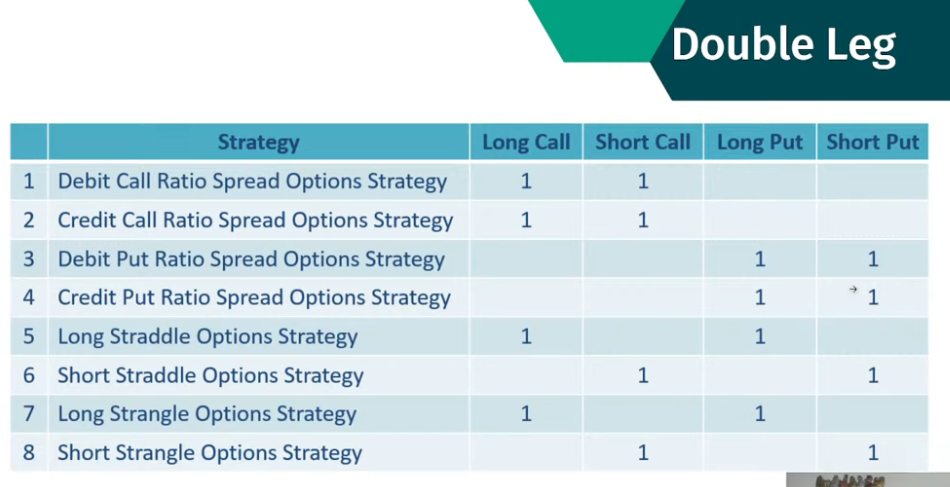 Double Leg
Strategy Long Call Short Call Long Put Short Put
1 Debit Call Ratio Spread Options Strategy 1 1
2 Credit Call Ratio Spread Options Strategy 1 1
3 Debit Put Ratio Spread Options Strategy 1 1
4 Credit Put Ratio Spread Options Strategy 1 1
5 Long Straddle Options Strategy 1 1
6 Short Straddle Options Strategy 1 1
7 Long Strangle Options Strategy 1 1
8 Short Strangle Options Strategy 1 1